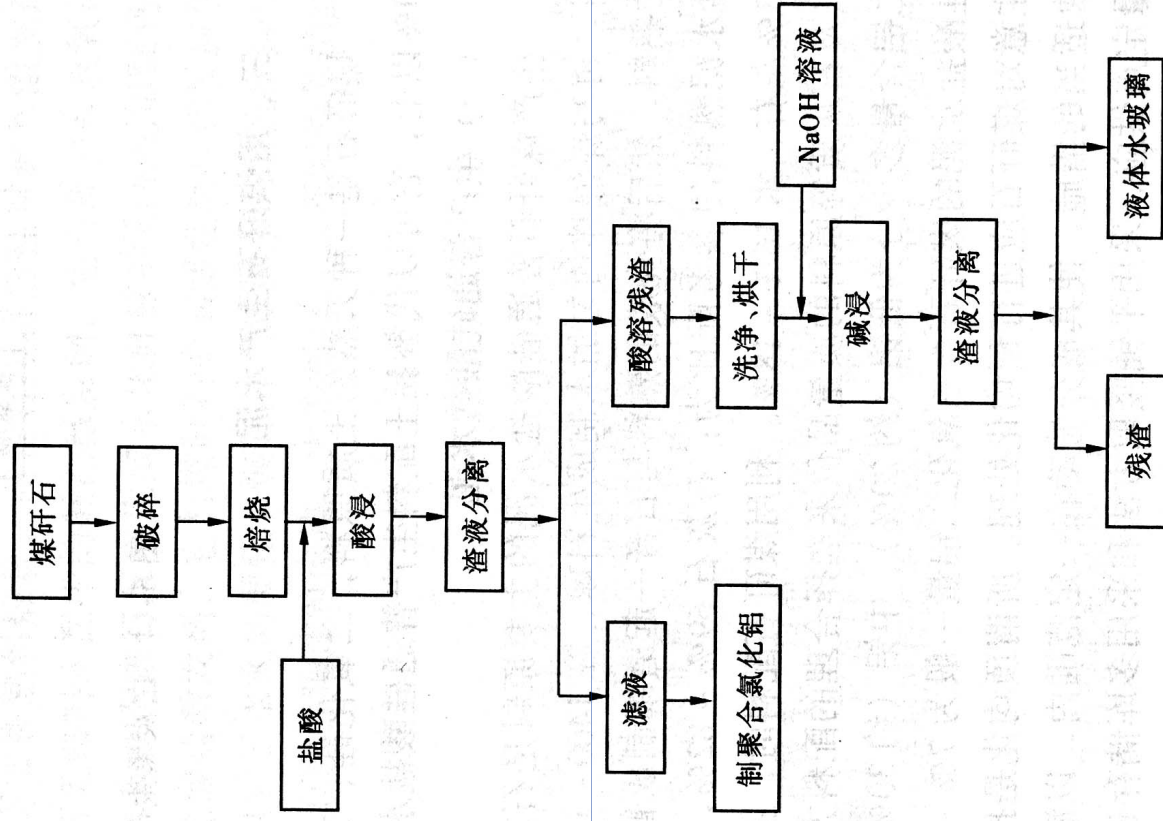 煤矸石
破碎
焙烧
盐酸
酸浸
渣液分离
滤液
制聚合氯化铝
酸溶残渣
洗净、烘干
NaOH 溶液
碱浸
渣液分离
残渣
液体水玻璃